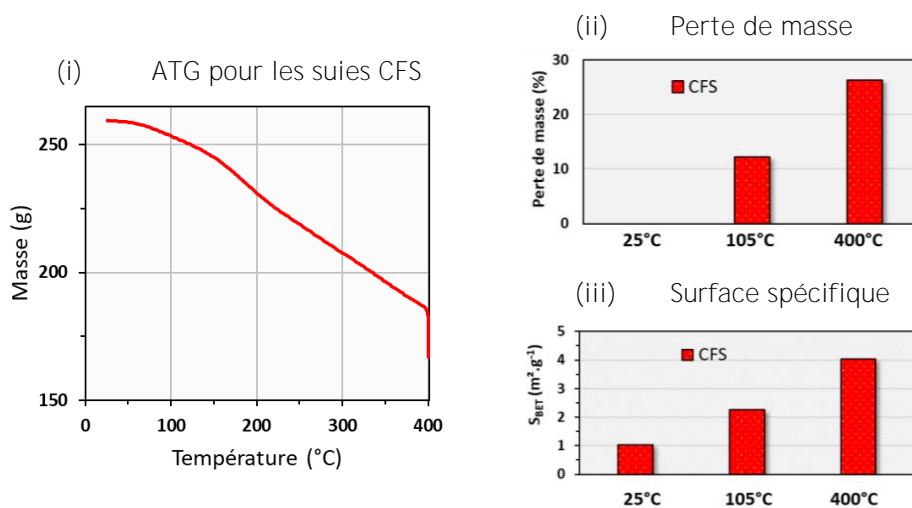 (i) ATG pour les suies CFS
250
200
150
Masse (g)
0 100 200 300 400
Température (°C)
(ii) Perte de masse
30
20
10
0
Perte de masse (%)
CFS
25°C 105°C 400°C
(iii) Surface spécifique
5
4
3
2
1
0
S_BET (m².g⁻¹)
CFS
25°C 105°C 400°C